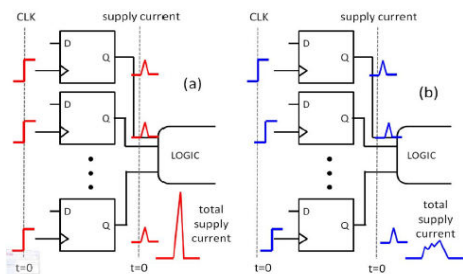 CLK
supply current
D
Q
(a)
D
Q
LOGIC
D
Q
total
supply
current
t=0
t=0
CLK
supply current
D
Q
(b)
D
Q
LOGIC
D
Q
total
supply
current
t=0
t=0